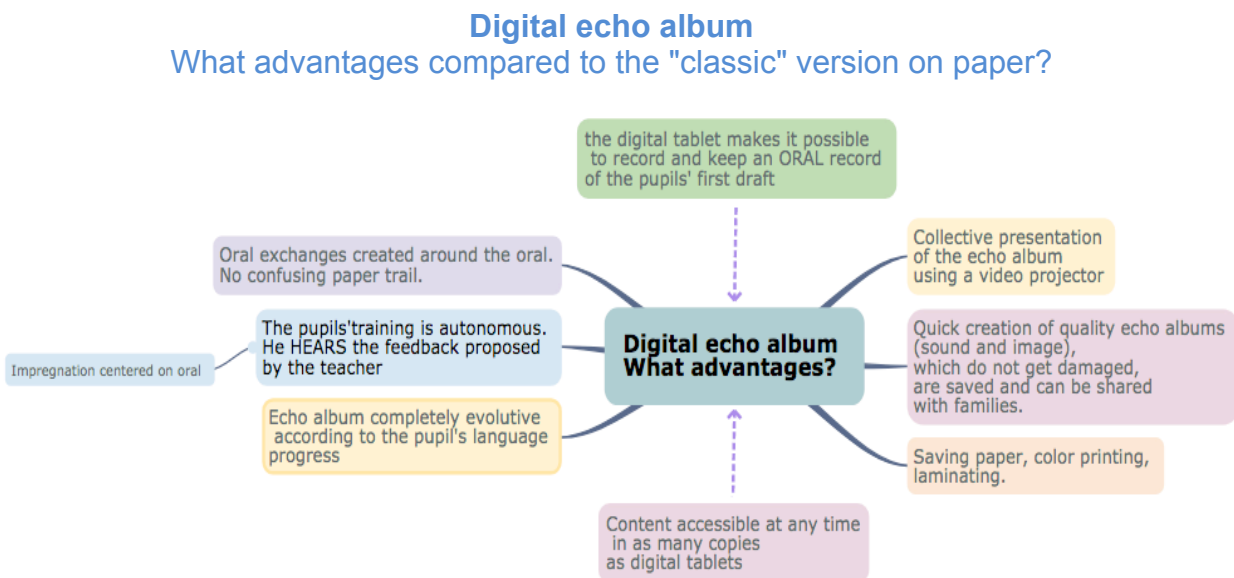 Digital echo album
What advantages compared to the "classic" version on paper?
the digital tablet makes it possible
to record and keep an ORAL record
of the pupils' first draft
Oral exchanges created around the oral.
No confusing paper trail.
The pupils'training is autonomous.
He HEARS the feedback proposed
by the teacher
Impregnation centered on oral
Echo album completely evolutive
according to the pupil's language
progress
Digital echo album
What advantages?
Collective presentation
of the echo album
using a video projector
Quick creation of quality echo albums
(sound and image),
which do not get damaged,
are saved and can be shared
with families.
Saving paper, color printing,
laminating.
Content accessible at any time
in as many copies
as digital tablets